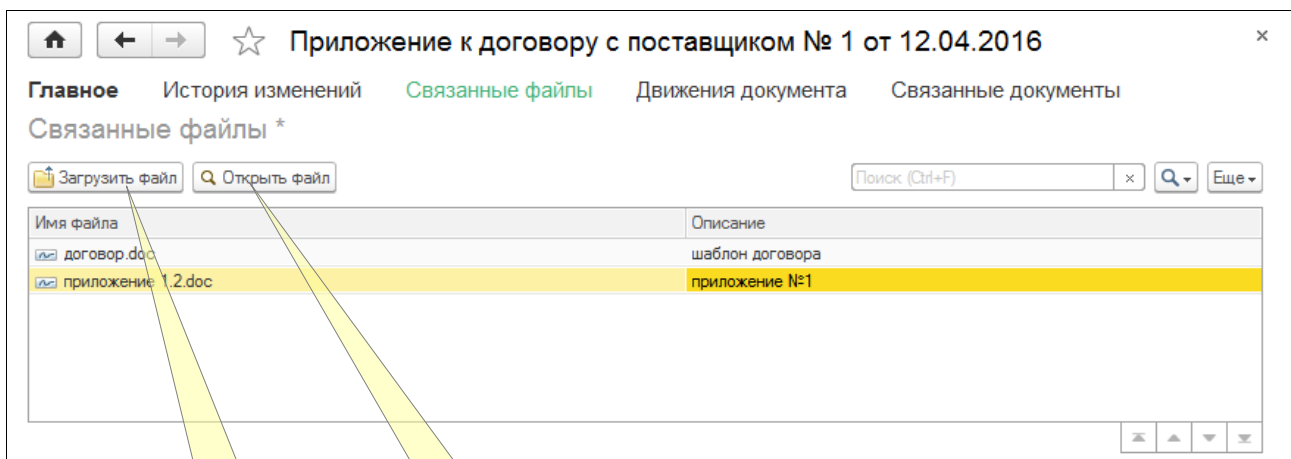 Приложение к договору с поставщиком № 1 от 12.04.2016
Главное История изменений Связанные файлы Движения документа Связанные документы
Связанные файлы *
Загрузить файл Открыть файл Поиск (Ctrl+F) Еще
Имя файла Описание
договор.doc шаблон договора
приложение 1.2.doc приложение №1